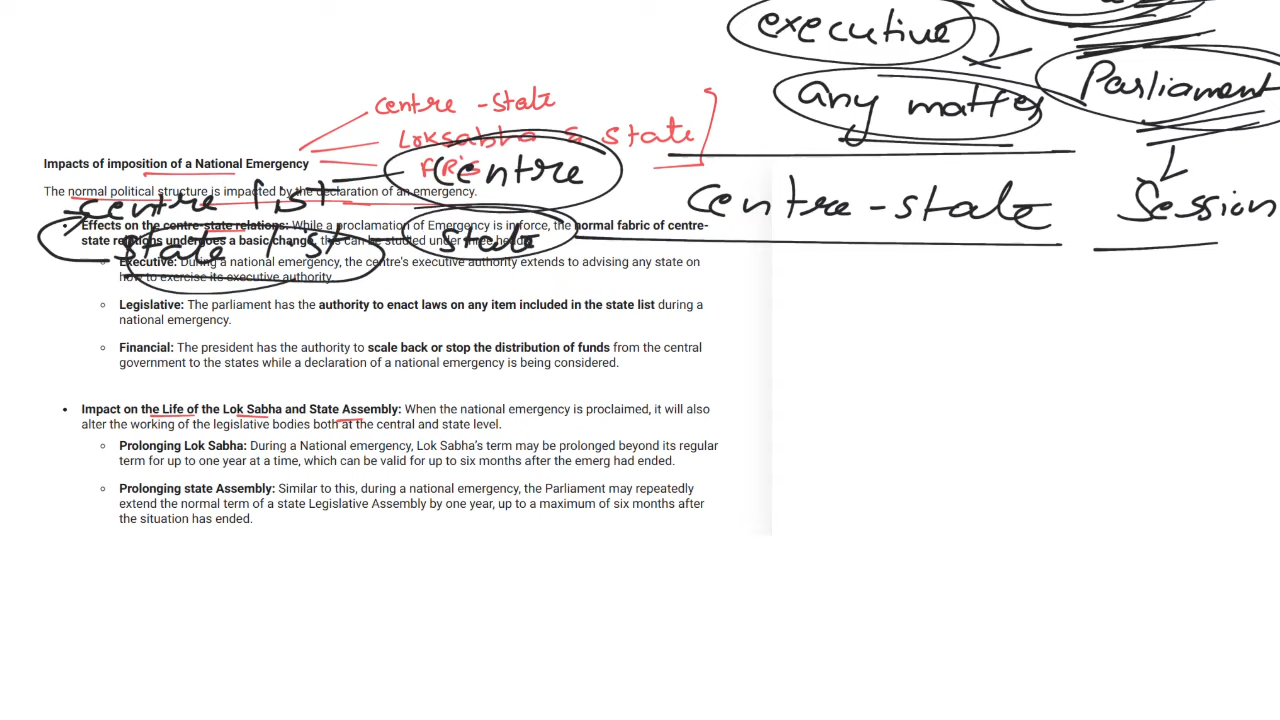 executive
any matter
Parliament
Centre - State
Loksabha & State
FR's
Centre
Impacts of imposition of a National Emergency
The normal political structure is impacted by the declaration of an emergency.
Centre list
Centre - state
Session
Effects on the centre-state relations: While a proclamation of Emergency is in force, the normal fabric of centre-
state relations undergoes a basic change, this can be studied under three heads
State list
state
Executive: During a national emergency, the centre's executive authority extends to advising any state on
how to exercise its executive authority.
Legislative: The parliament has the authority to enact laws on any item included in the state list during a
national emergency.
Financial: The president has the authority to scale back or stop the distribution of funds from the central
government to the states while a declaration of a national emergency is being considered.
Impact on the Life of the Lok Sabha and State Assembly: When the national emergency is proclaimed, it will also
alter the working of the legislative bodies both at the central and state level.
Prolonging Lok Sabha: During a National emergency, Lok Sabha's term may be prolonged beyond its regular
term for up to one year at a time, which can be valid for up to six months after the emerg had ended.
Prolonging state Assembly: Similar to this, during a national emergency, the Parliament may repeatedly
extend the normal term of a state Legislative Assembly by one year, up to a maximum of six months after
the situation has ended.